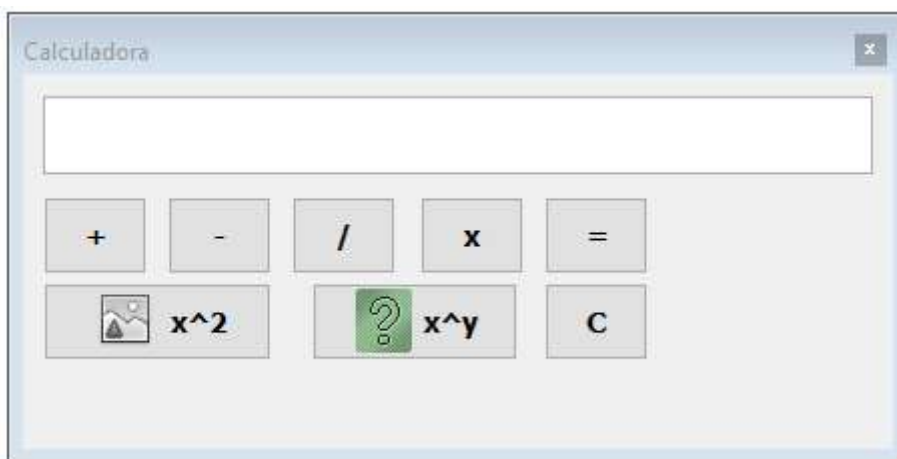 Calculadora x
+ - / x =
x^2 x^y C